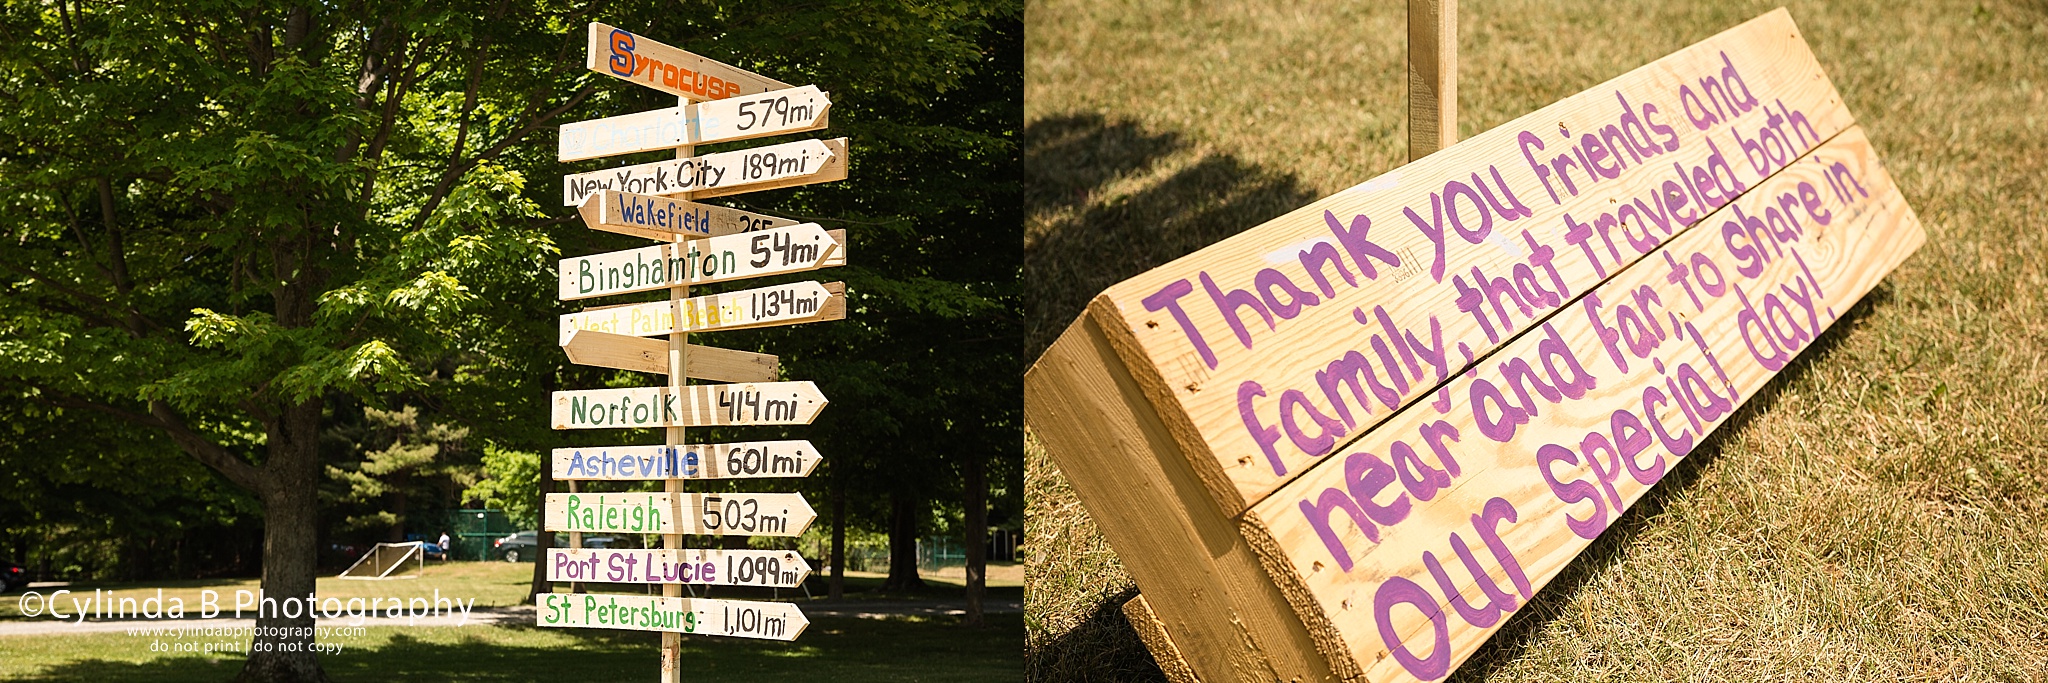 Syracuse
Charlotte 579mi
New York City 189mi
Wakefield
Binghamton 54mi
West Palm Beach 1,134mi
Norfolk 414mi
Asheville 601mi
Raleigh 503mi
Port St. Lucie 1,099mi
St. Petersburg 1,101mi
©Cylinda B Photography
www.cylindabphotography.com
do not print | do not copy
Thank you friends and
family, that traveled both
near and far, to share in
our special day!